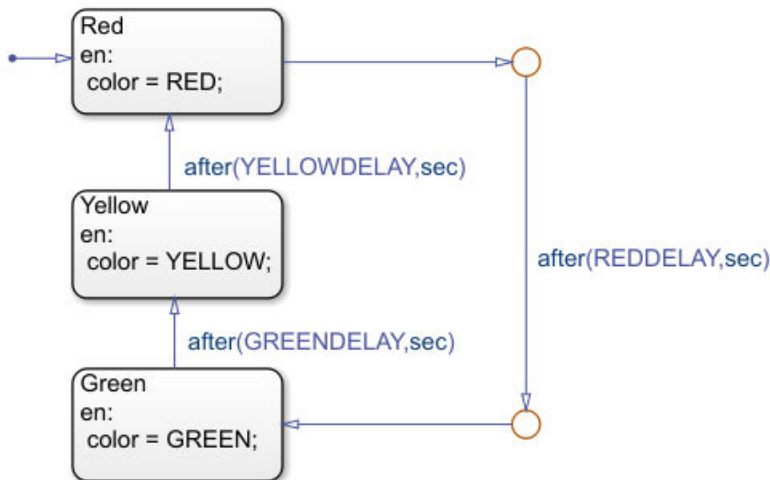 Red
en:
color = RED;
after(YELLOWDELAY,sec)
Yellow
en:
color = YELLOW;
after(REDDELAY,sec)
after(GREENDELAY,sec)
Green
en:
color = GREEN;